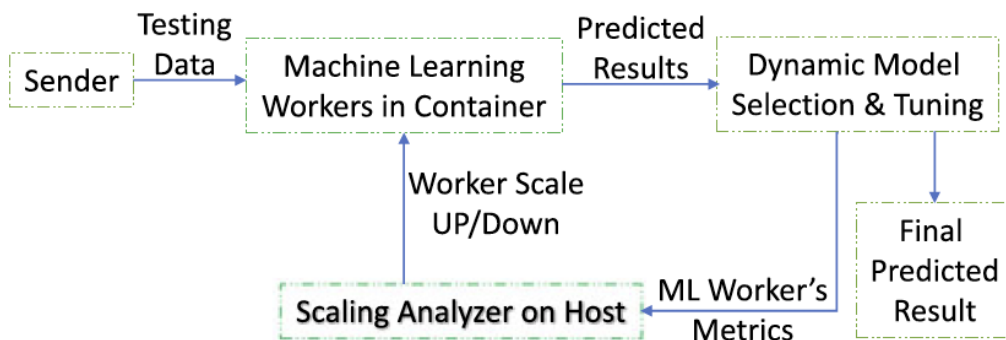 Testing
Data
Predicted
Results
Sender
Machine Learning
Workers in Container
Dynamic Model
Selection & Tuning
Worker Scale
UP/Down
Final
Predicted
Result
Scaling Analyzer on Host
ML Worker's
Metrics